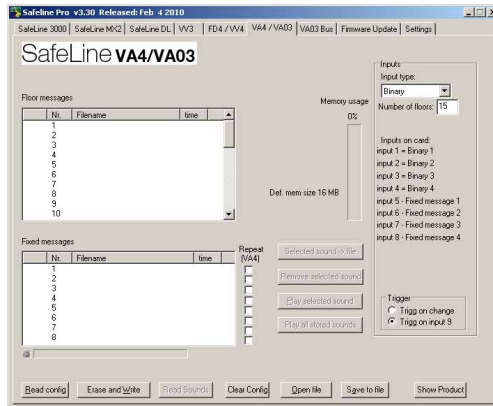 Safeline Pro v3.30 Released: Feb 4 2010
SafeLine 3000 SafeLine MX2 SafeLine DL VV3 FD4 / VV4 VA4 / VA03 VA03 Bus Firmware Update Settings
SafeLine VA4/VA03
Floor messages
Nr. Filename time
1
2
3
4
5
6
7
8
9
10
Memory usage
0%
Def. mem size 16 MB
Inputs
Input type:
Binary
Number of floors: 15
Inputs on card:
input 1 = Binary 1
input 2 = Binary 2
input 3 = Binary 3
input 4 = Binary 4
input 5 - Fixed message 1
input 6 - Fixed message 2
input 7 - Fixed message 3
input 8 - Fixed message 4
Fixed messages
Nr. Filename time
1
2
3
4
5
6
7
8
Repeat
(VA4)
Selected sound -> file
Remove selected sound
Play selected sound
Play all stored sounds
Trigger
Trigg on change
Trigg on input 9
Read config Erase and Write Read Sounds Clear Config Open file Save to file Show Product